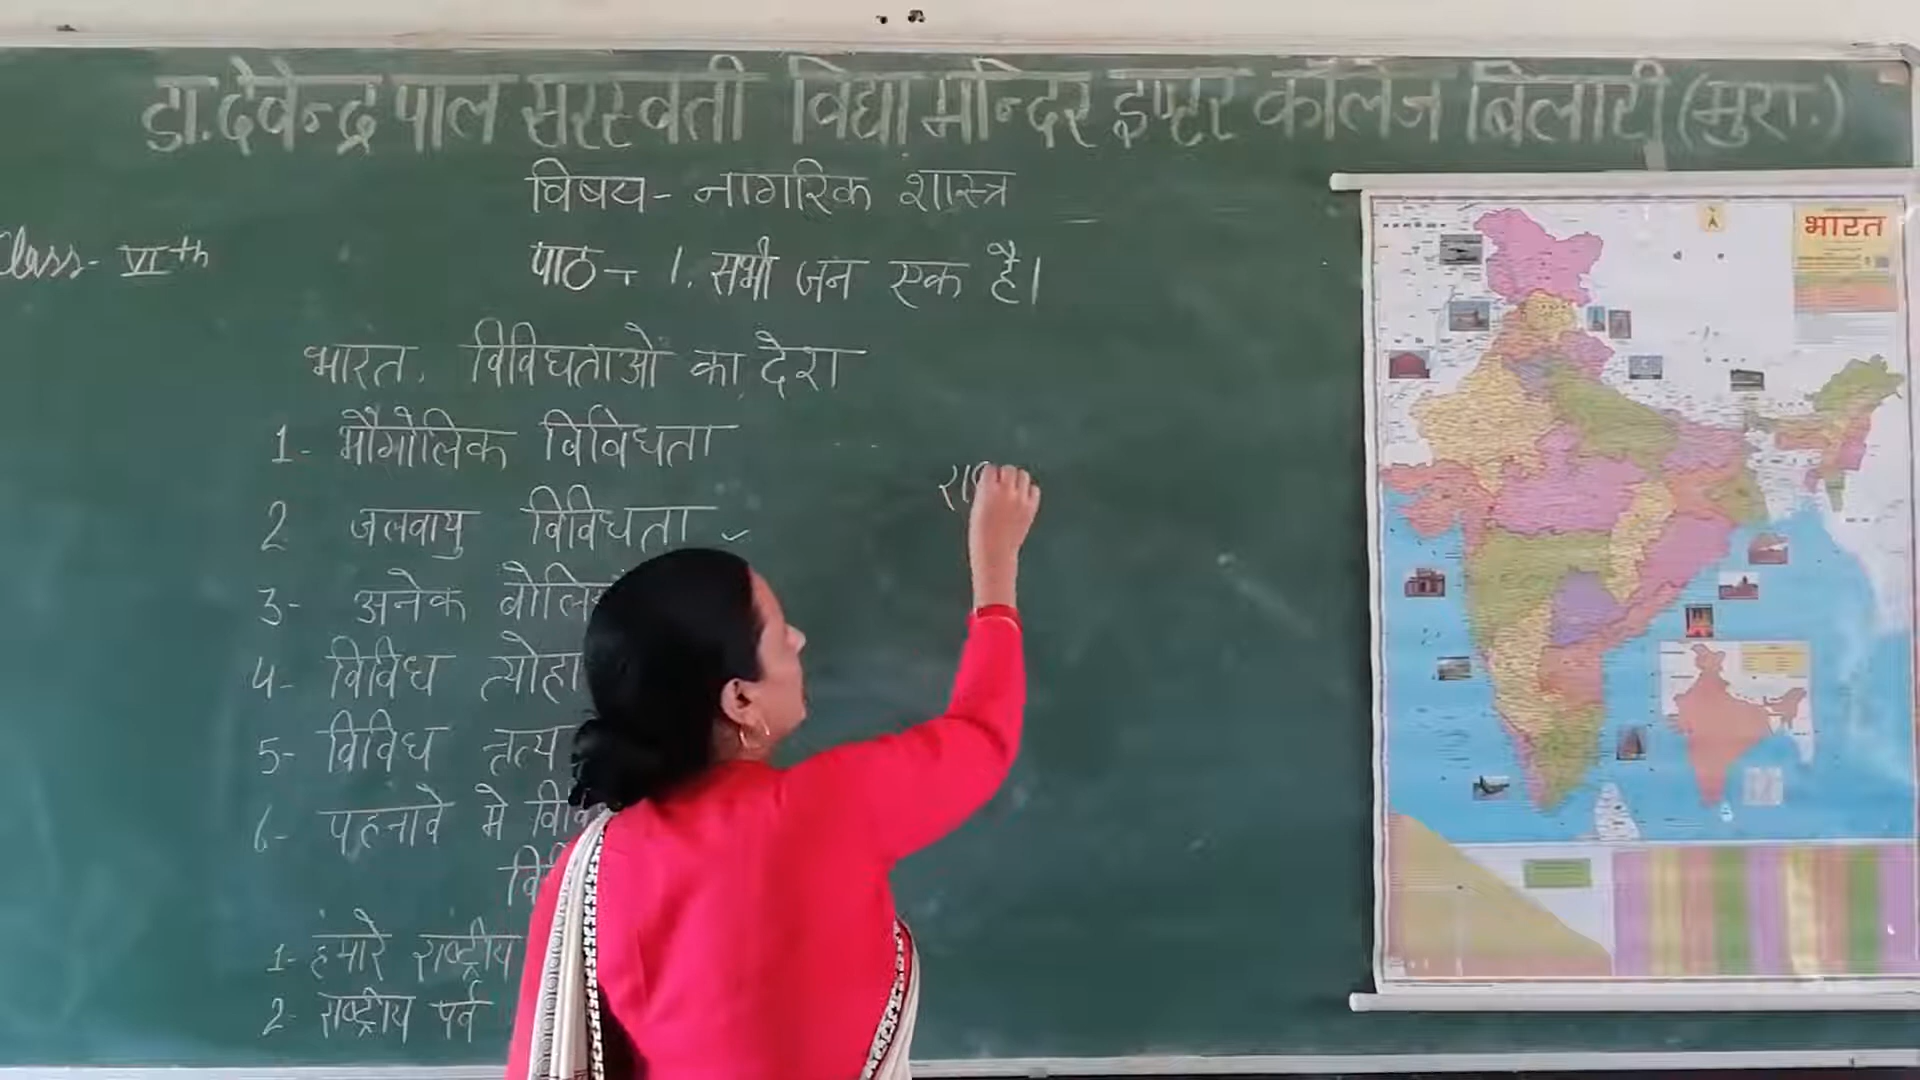 डा. देवेन्द्र पाल सरस्वती विद्या मन्दिर इण्टर कॉलेज बिलारी (मुरा.)
विषय - नागरिक शास्त्र
Class - VIth
पाठ - 1. सभी जन एक है।
भारत, विविधताओं का देश
1- भौगोलिक विविधता
2 जलवायु विविधता
3- अनेक बोलि
4- विविध त्योहा
5- विविध नृत्य
6- पहनावे मे विवि
वि
1- हमारे राष्ट्रीय
2- राष्ट्रीय पर्व
रा
भारत